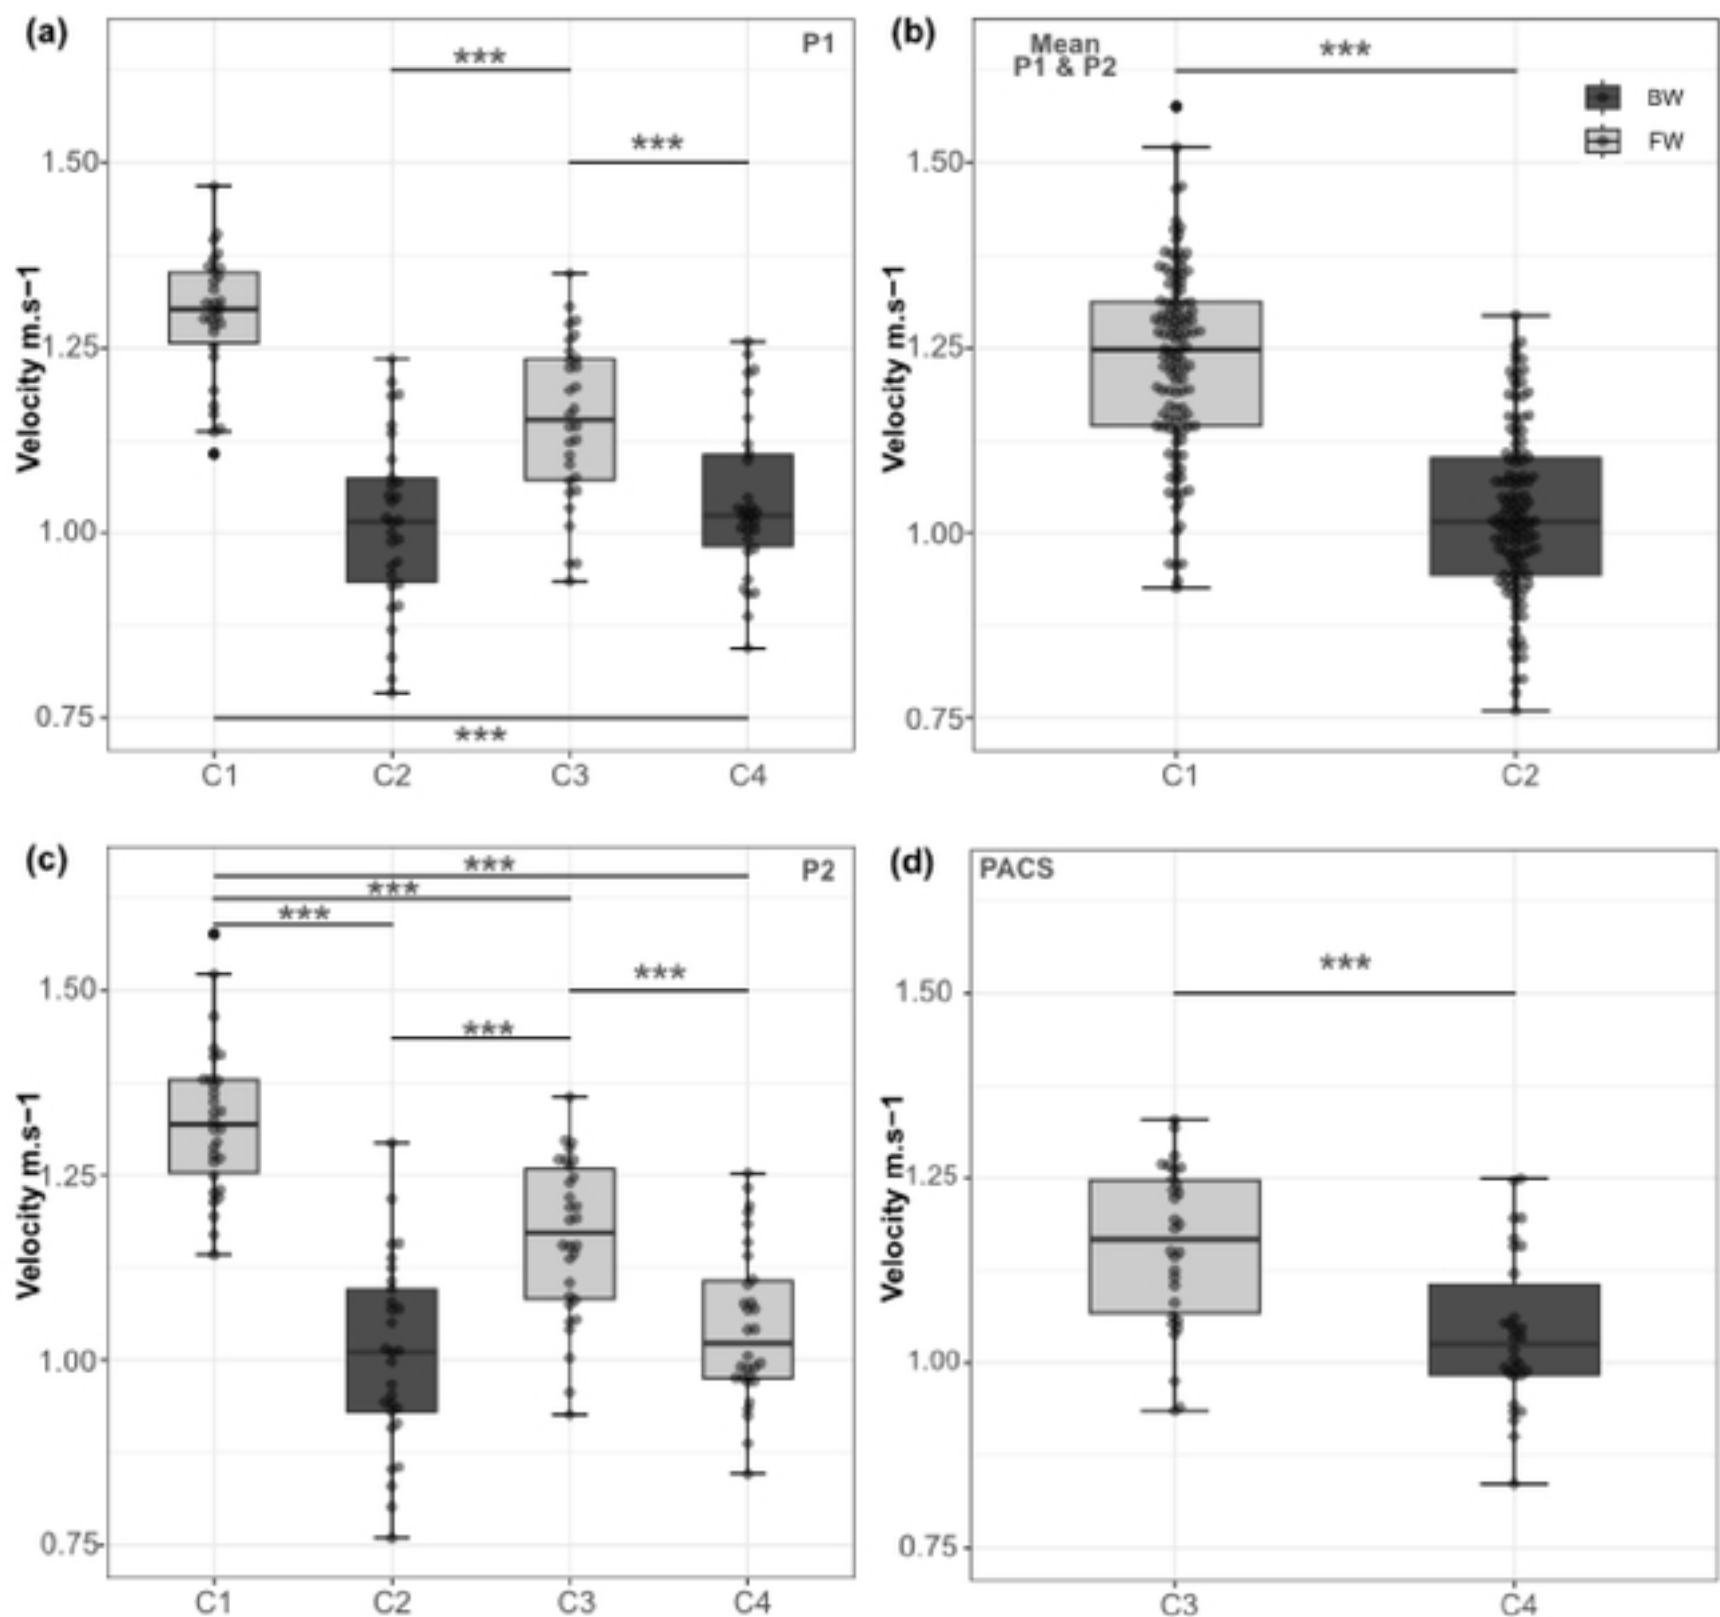 (a)
P1
***
***
1.50
1.25
1.00
0.75
***
Velocity m.s−1
C1 C2 C3 C4
(b)
Mean
P1 & P2
***
BW
FW
1.50
1.25
1.00
0.75
Velocity m.s−1
C1 C2
(c)
P2
***
***
***
***
***
1.50
1.25
1.00
0.75
Velocity m.s−1
C1 C2 C3 C4
(d)
PACS
***
1.50
1.25
1.00
0.75
Velocity m.s−1
C3 C4